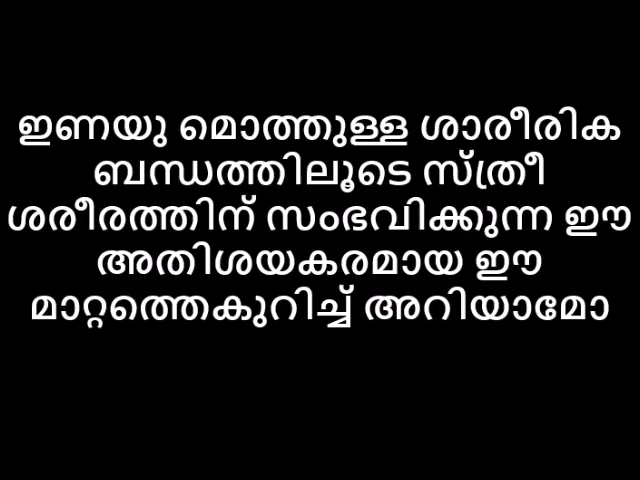 ഇണയു മൊത്തുള്ള ശാരീരിക
ബന്ധത്തിലൂടെ സ്ത്രീ
ശരീരത്തിന് സംഭവിക്കുന്ന ഈ
അതിശയകരമായ ഈ
മാറ്റത്തെകുറിച്ച് അറിയാമോ